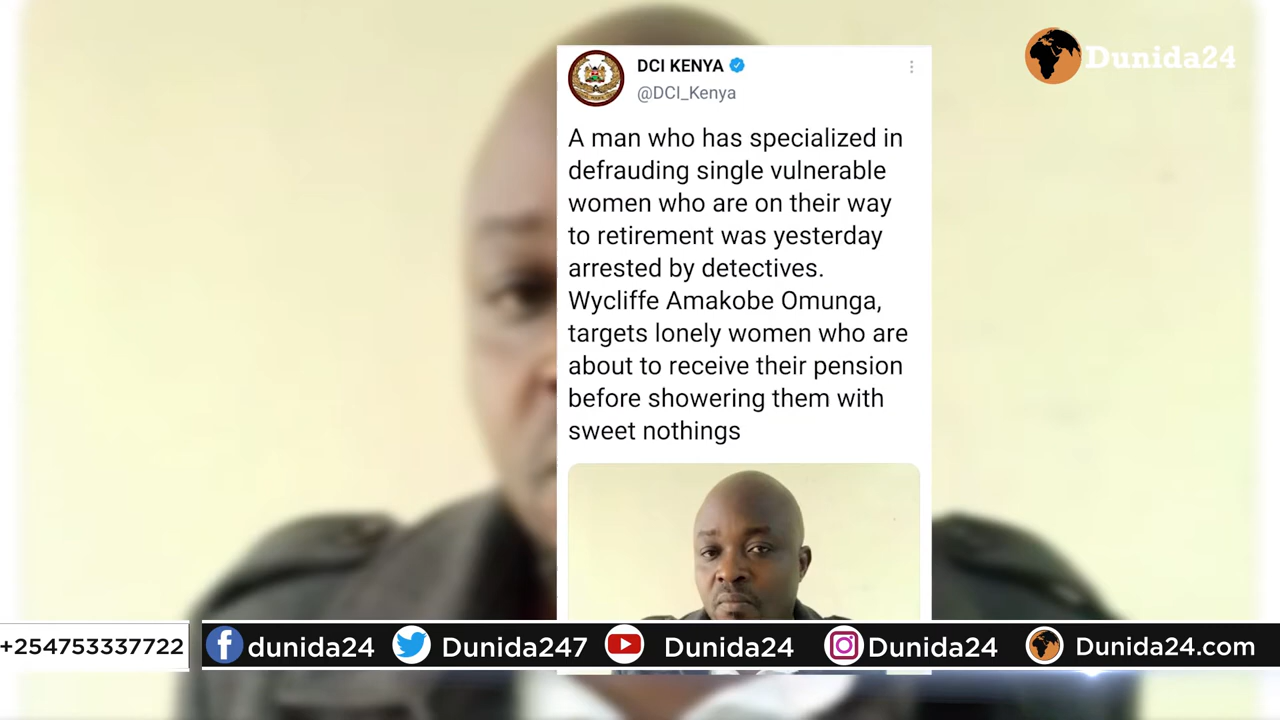 Dunida24
DCI KENYA
@DCI_Kenya
A man who has specialized in
defrauding single vulnerable
women who are on their way
to retirement was yesterday
arrested by detectives.
Wycliffe Amakobe Omunga,
targets lonely women who are
about to receive their pension
before showering them with
sweet nothings
+254753337722
dunida24
Dunida247
Dunida24
Dunida24
Dunida24.com